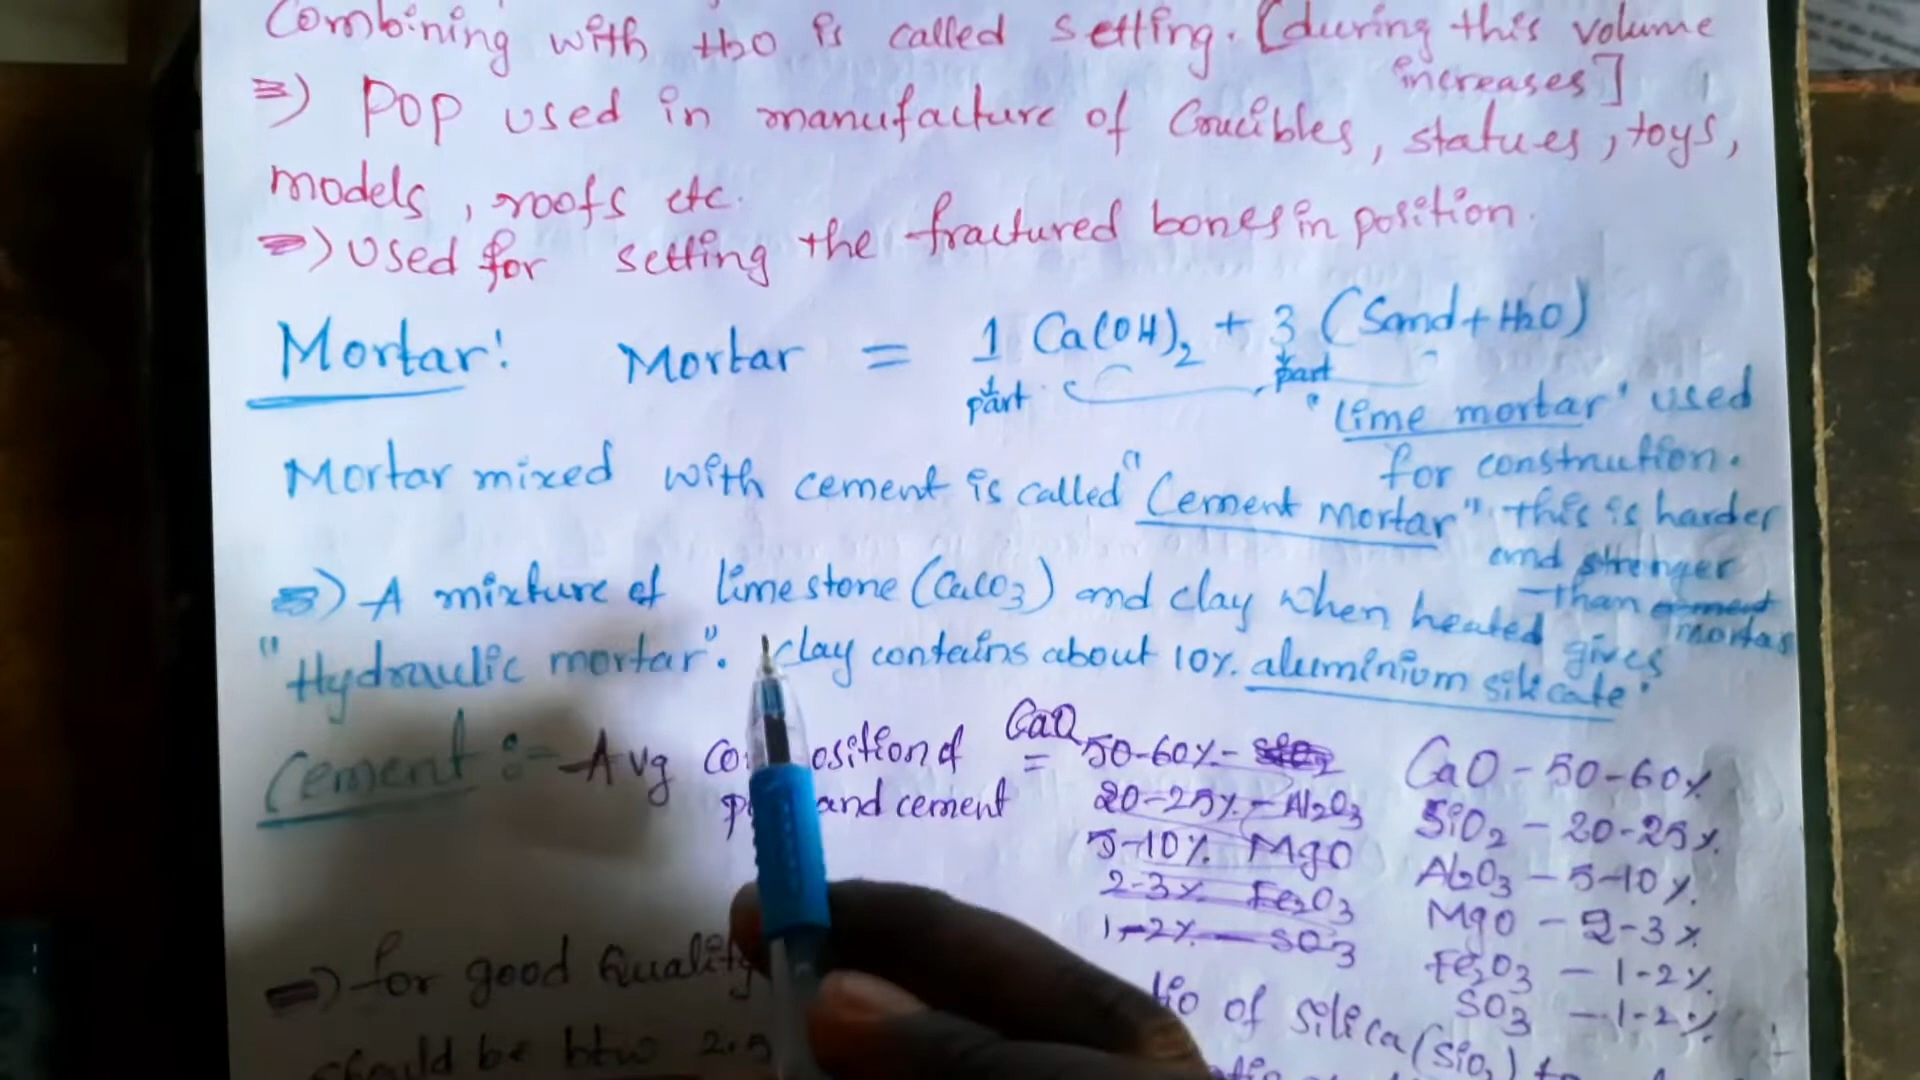 Combining with H2O is called setting. [during this volume
increases]
⇒) POP used in manufacture of Crucibles, statues, toys,
models, roofs etc.
⇒) Used for setting the fractured bones in position.
Mortar: Mortar = 1 Ca(OH)2 + 3 (Sand + H2O)
part part
"lime mortar" used
for construction.
Mortar mixed with cement is called "Cement mortar" this is harder
and stronger
than cement
mortar
⇒) A mixture of limestone (CaCO3) and clay when heated gives
"Hydraulic mortar". clay contains about 10%. aluminium silicate"
Cement :- Avg composition of
portland cement =
CaO
50-60% - SiO2
20-25% - Al2O3
5-10% MgO
2-3% Fe2O3
1-2% - SO3
CaO - 50-60%
SiO2 - 20-25%.
Al2O3 - 5-10%.
MgO - 2-3%
Fe2O3 - 1-2%.
SO3 - 1-2%
⇒) for good Quality
of silica (SiO2) to
should be btw 2.5